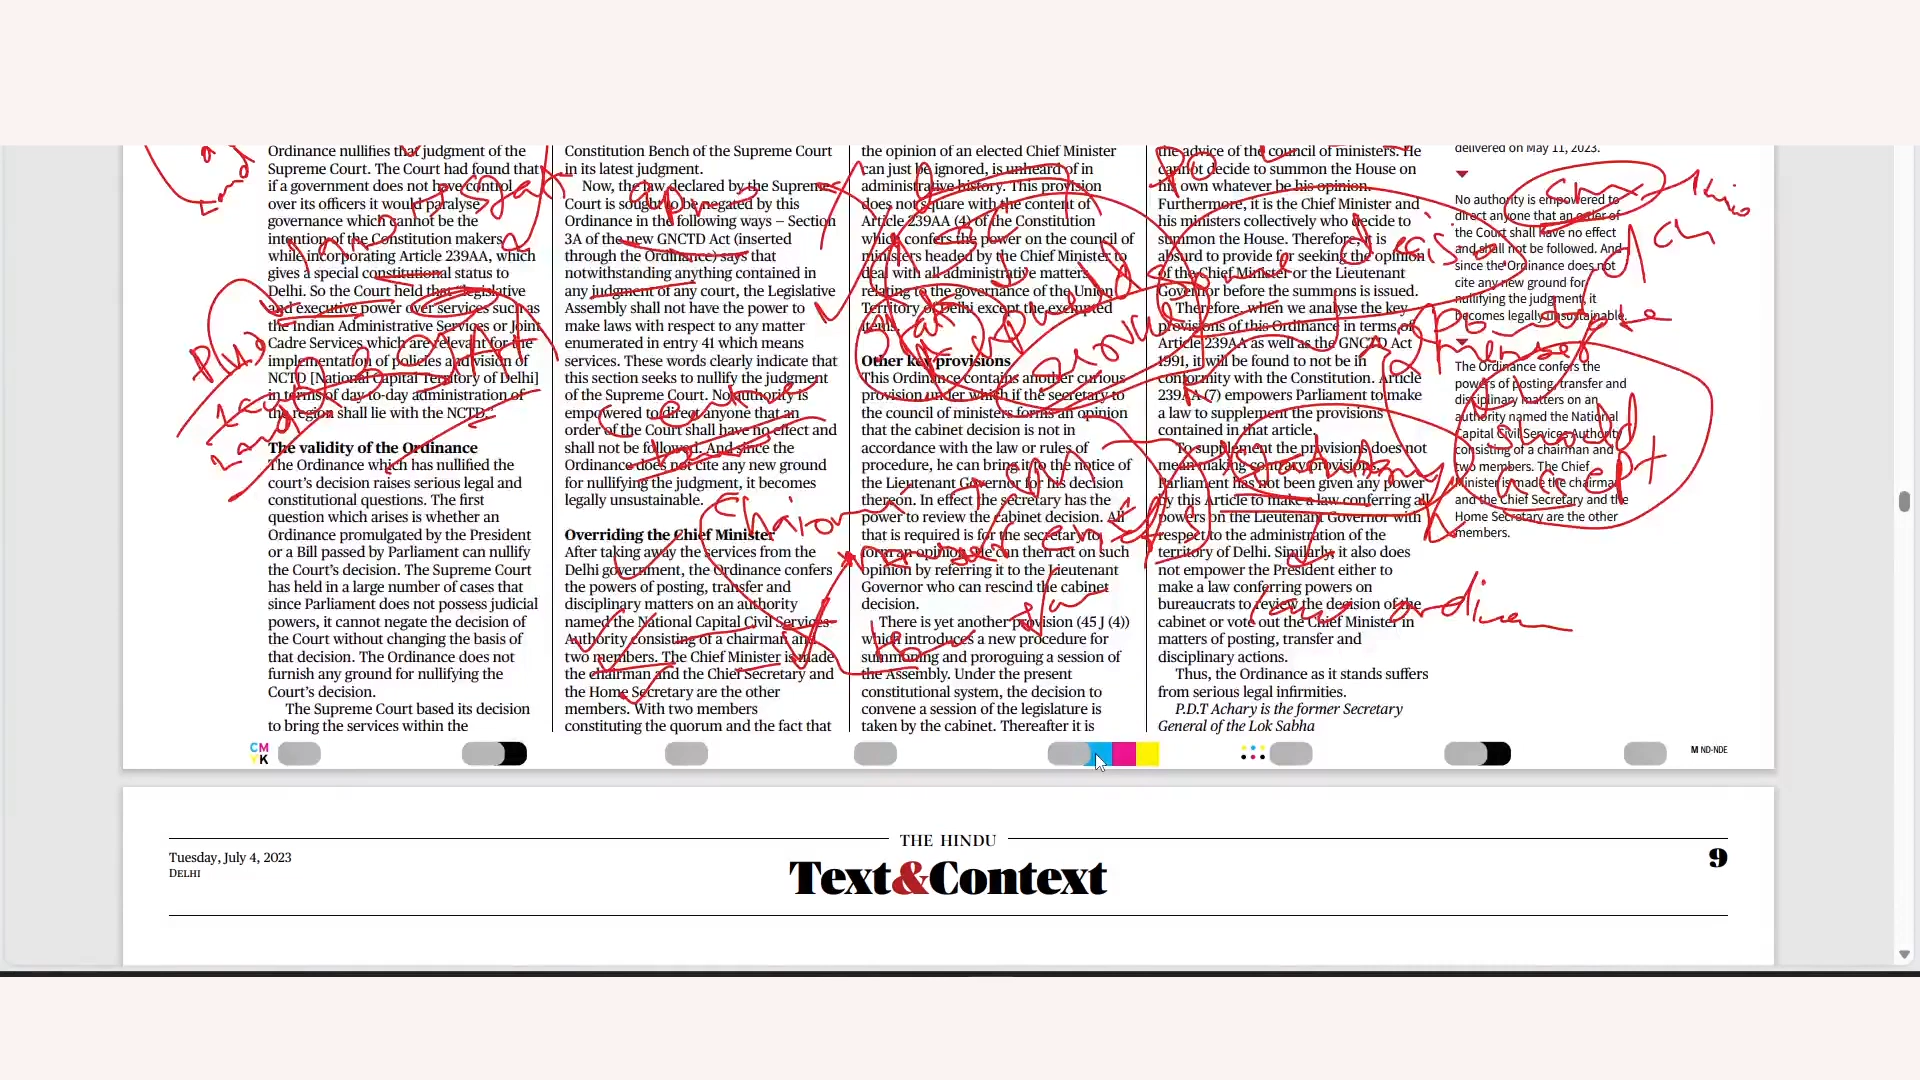 Ordinance nullifies that judgment of the
Supreme Court. The Court had found that
if a government does not have control
over its officers it would paralyse
governance which cannot be the
intention of the Constitution makers
while incorporating Article 239AA, which
gives a special constitutional status to
Delhi. So the Court held that “legislative
and executive power over services such as
the Indian Administrative Services or Joint
Cadre Services which are relevant for the
implementation of policies and vision of
NCTD [National Capital Territory of Delhi]
in terms of day-to-day administration of
the region shall lie with the NCTD.”
The validity of the Ordinance
The Ordinance which has nullified the
court’s decision raises serious legal and
constitutional questions. The first
question which arises is whether an
Ordinance promulgated by the President
or a Bill passed by Parliament can nullify
the Court’s decision. The Supreme Court
has held in a large number of cases that
since Parliament does not possess judicial
powers, it cannot negate the decision of
the Court without changing the basis of
that decision. The Ordinance does not
furnish any ground for nullifying the
Court’s decision.
The Supreme Court based its decision
to bring the services within the
Constitution Bench of the Supreme Court
in its latest judgment.
Now, the law declared by the Supreme
Court is sought to be negated by this
Ordinance in the following ways – Section
3A of the new GNCTD Act (inserted
through the Ordinance) says that
notwithstanding anything contained in
any judgment of any court, the Legislative
Assembly shall not have the power to
make laws with respect to any matter
enumerated in entry 41 which means
services. These words clearly indicate that
this section seeks to nullify the judgment
of the Supreme Court. No authority is
empowered to direct anyone that an
order of the Court shall have no effect and
shall not be followed. And since the
Ordinance does not cite any new ground
for nullifying the judgment, it becomes
legally unsustainable.
Overriding the Chief Minister
After taking away the services from the
Delhi government, the Ordinance confers
the powers of posting, transfer and
disciplinary matters on an authority
named the National Capital Civil Services
Authority consisting of a chairman and
two members. The Chief Minister is made
the chairman and the Chief Secretary and
the Home Secretary are the other
members. With two members
constituting the quorum and the fact that
the opinion of an elected Chief Minister
can just be ignored, is unheard of in
administrative history. This provision
does not square with the content of
Article 239AA (4) of the Constitution
which confers the power on the council of
ministers headed by the Chief Minister to
deal with all administrative matters
relating to the governance of the Union
Territory of Delhi except the exempted
items.
Other key provisions
This Ordinance contains another curious
provision under which if the secretary to
the council of ministers forms an opinion
that the cabinet decision is not in
accordance with the law or rules of
procedure, he can bring it to the notice of
the Lieutenant Governor for his decision
thereon. In effect the secretary has the
power to review the cabinet decision. All
that is required is for the secretary to
form an opinion. He can then act on such
opinion by referring it to the Lieutenant
Governor who can rescind the cabinet
decision.
There is yet another provision (45 J (4))
which introduces a new procedure for
summoning and proroguing a session of
the Assembly. Under the present
constitutional system, the decision to
convene a session of the legislature is
taken by the cabinet. Thereafter it is
the advice of the council of ministers. He
cannot decide to summon the House on
his own whatever be his opinion.
Furthermore, it is the Chief Minister and
his ministers collectively who decide to
summon the House. Therefore, it is
absurd to provide for seeking the opinion
of the Chief Minister or the Lieutenant
Governor before the summons is issued.
Therefore, when we analyse the key
provisions of this Ordinance in terms of
Article 239AA as well as the GNCTD Act
1991, it will be found to not be in
conformity with the Constitution. Article
239AA (7) empowers Parliament to make
a law to supplement the provisions
contained in that article.
To supplement the provisions does not
mean making contrary provisions.
Parliament has not been given any power
by this Article to make a law conferring all
powers on the Lieutenant Governor with
respect to the administration of the
territory of Delhi. Similarly, it also does
not empower the President either to
make a law conferring powers on
bureaucrats to review the decision of the
cabinet or vote out the Chief Minister in
matters of posting, transfer and
disciplinary actions.
Thus, the Ordinance as it stands suffers
from serious legal infirmities.
P.D.T Achary is the former Secretary
General of the Lok Sabha
delivered on May 11, 2023.
No authority is empowered to
direct anyone that an order of
the Court shall have no effect
and shall not be followed. And
since the Ordinance does not
cite any new ground for
nullifying the judgment, it
becomes legally unsustainable.
The Ordinance confers the
powers of posting, transfer and
disciplinary matters on an
authority named the National
Capital Civil Services Authority
consisting of a chairman and
two members. The Chief
Minister is made the chairman
and the Chief Secretary and the
Home Secretary are the other
members.
Chairman
should
accept
CM
YK
M ND-NDE
THE HINDU
Tuesday, July 4, 2023
DELHI
Text&Context
9